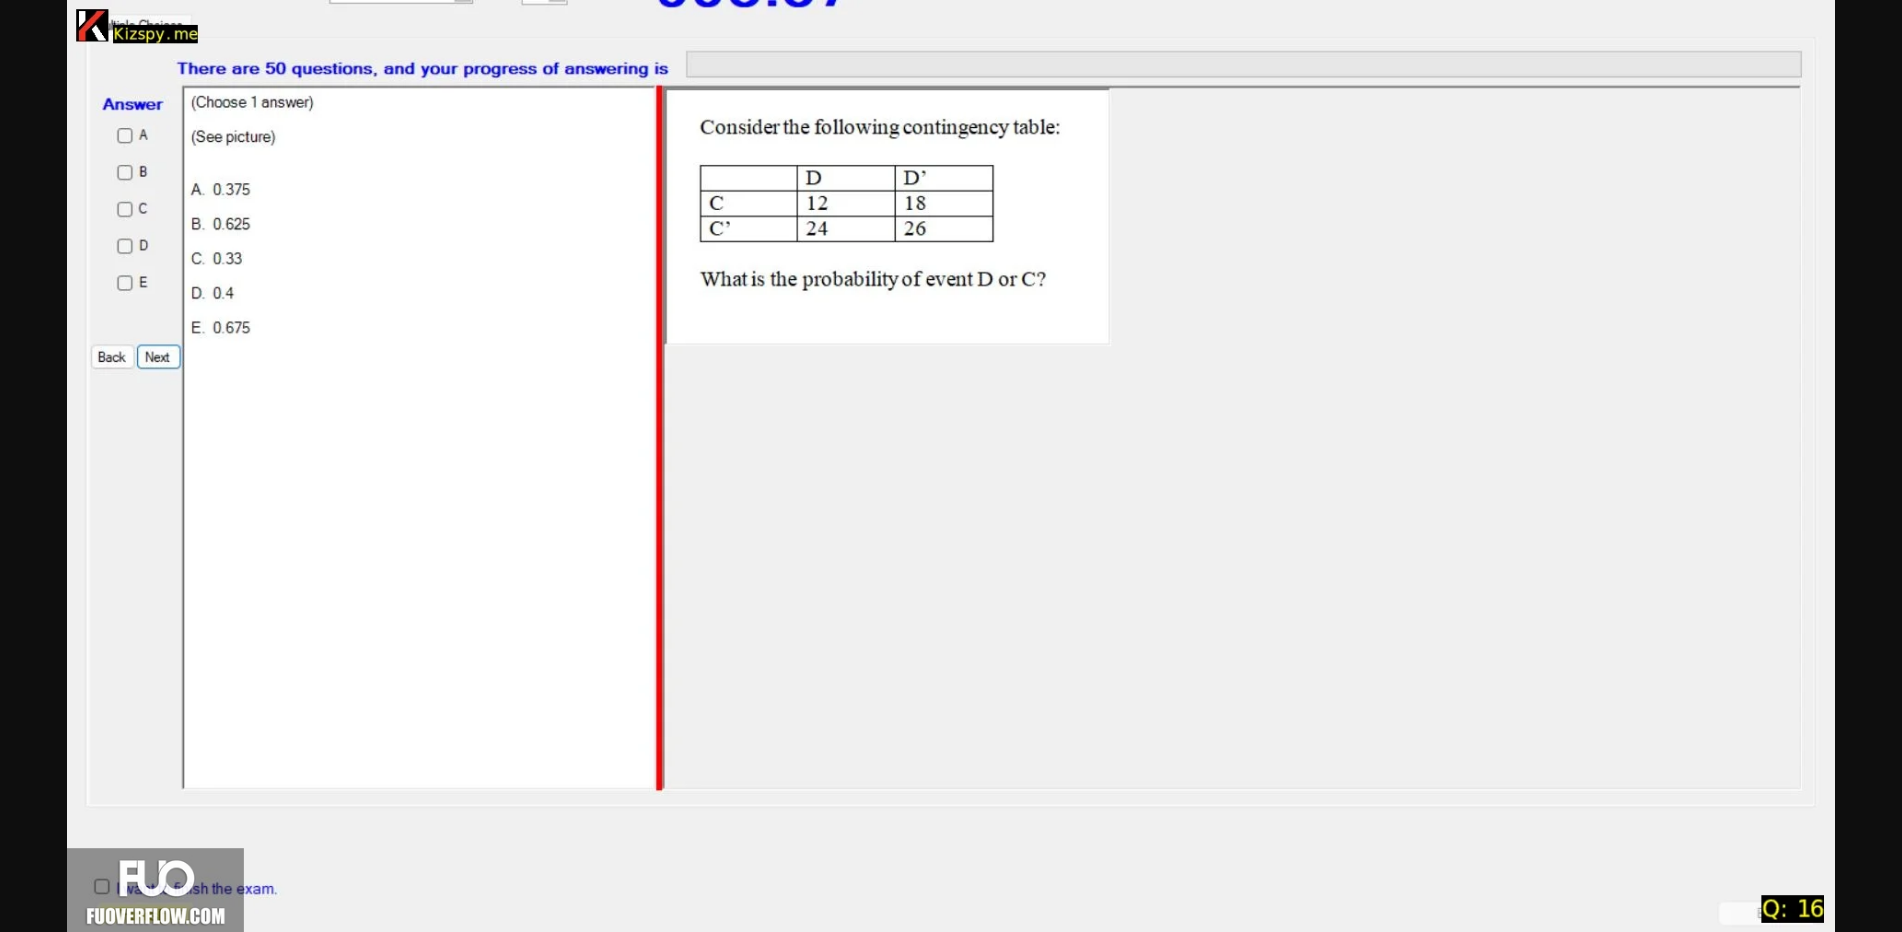 Kizspy.me
There are 50 questions, and your progress of answering is
Answer
A
B
C
D
E
Back
Next
(Choose 1 answer)
(See picture)
A. 0.375
B. 0.625
C. 0.33
D. 0.4
E. 0.675
Consider the following contingency table:
D D’
C 12 18
C’ 24 26
What is the probability of event D or C?
FUO
the exam.
FUOVERFLOW.COM
Q: 16